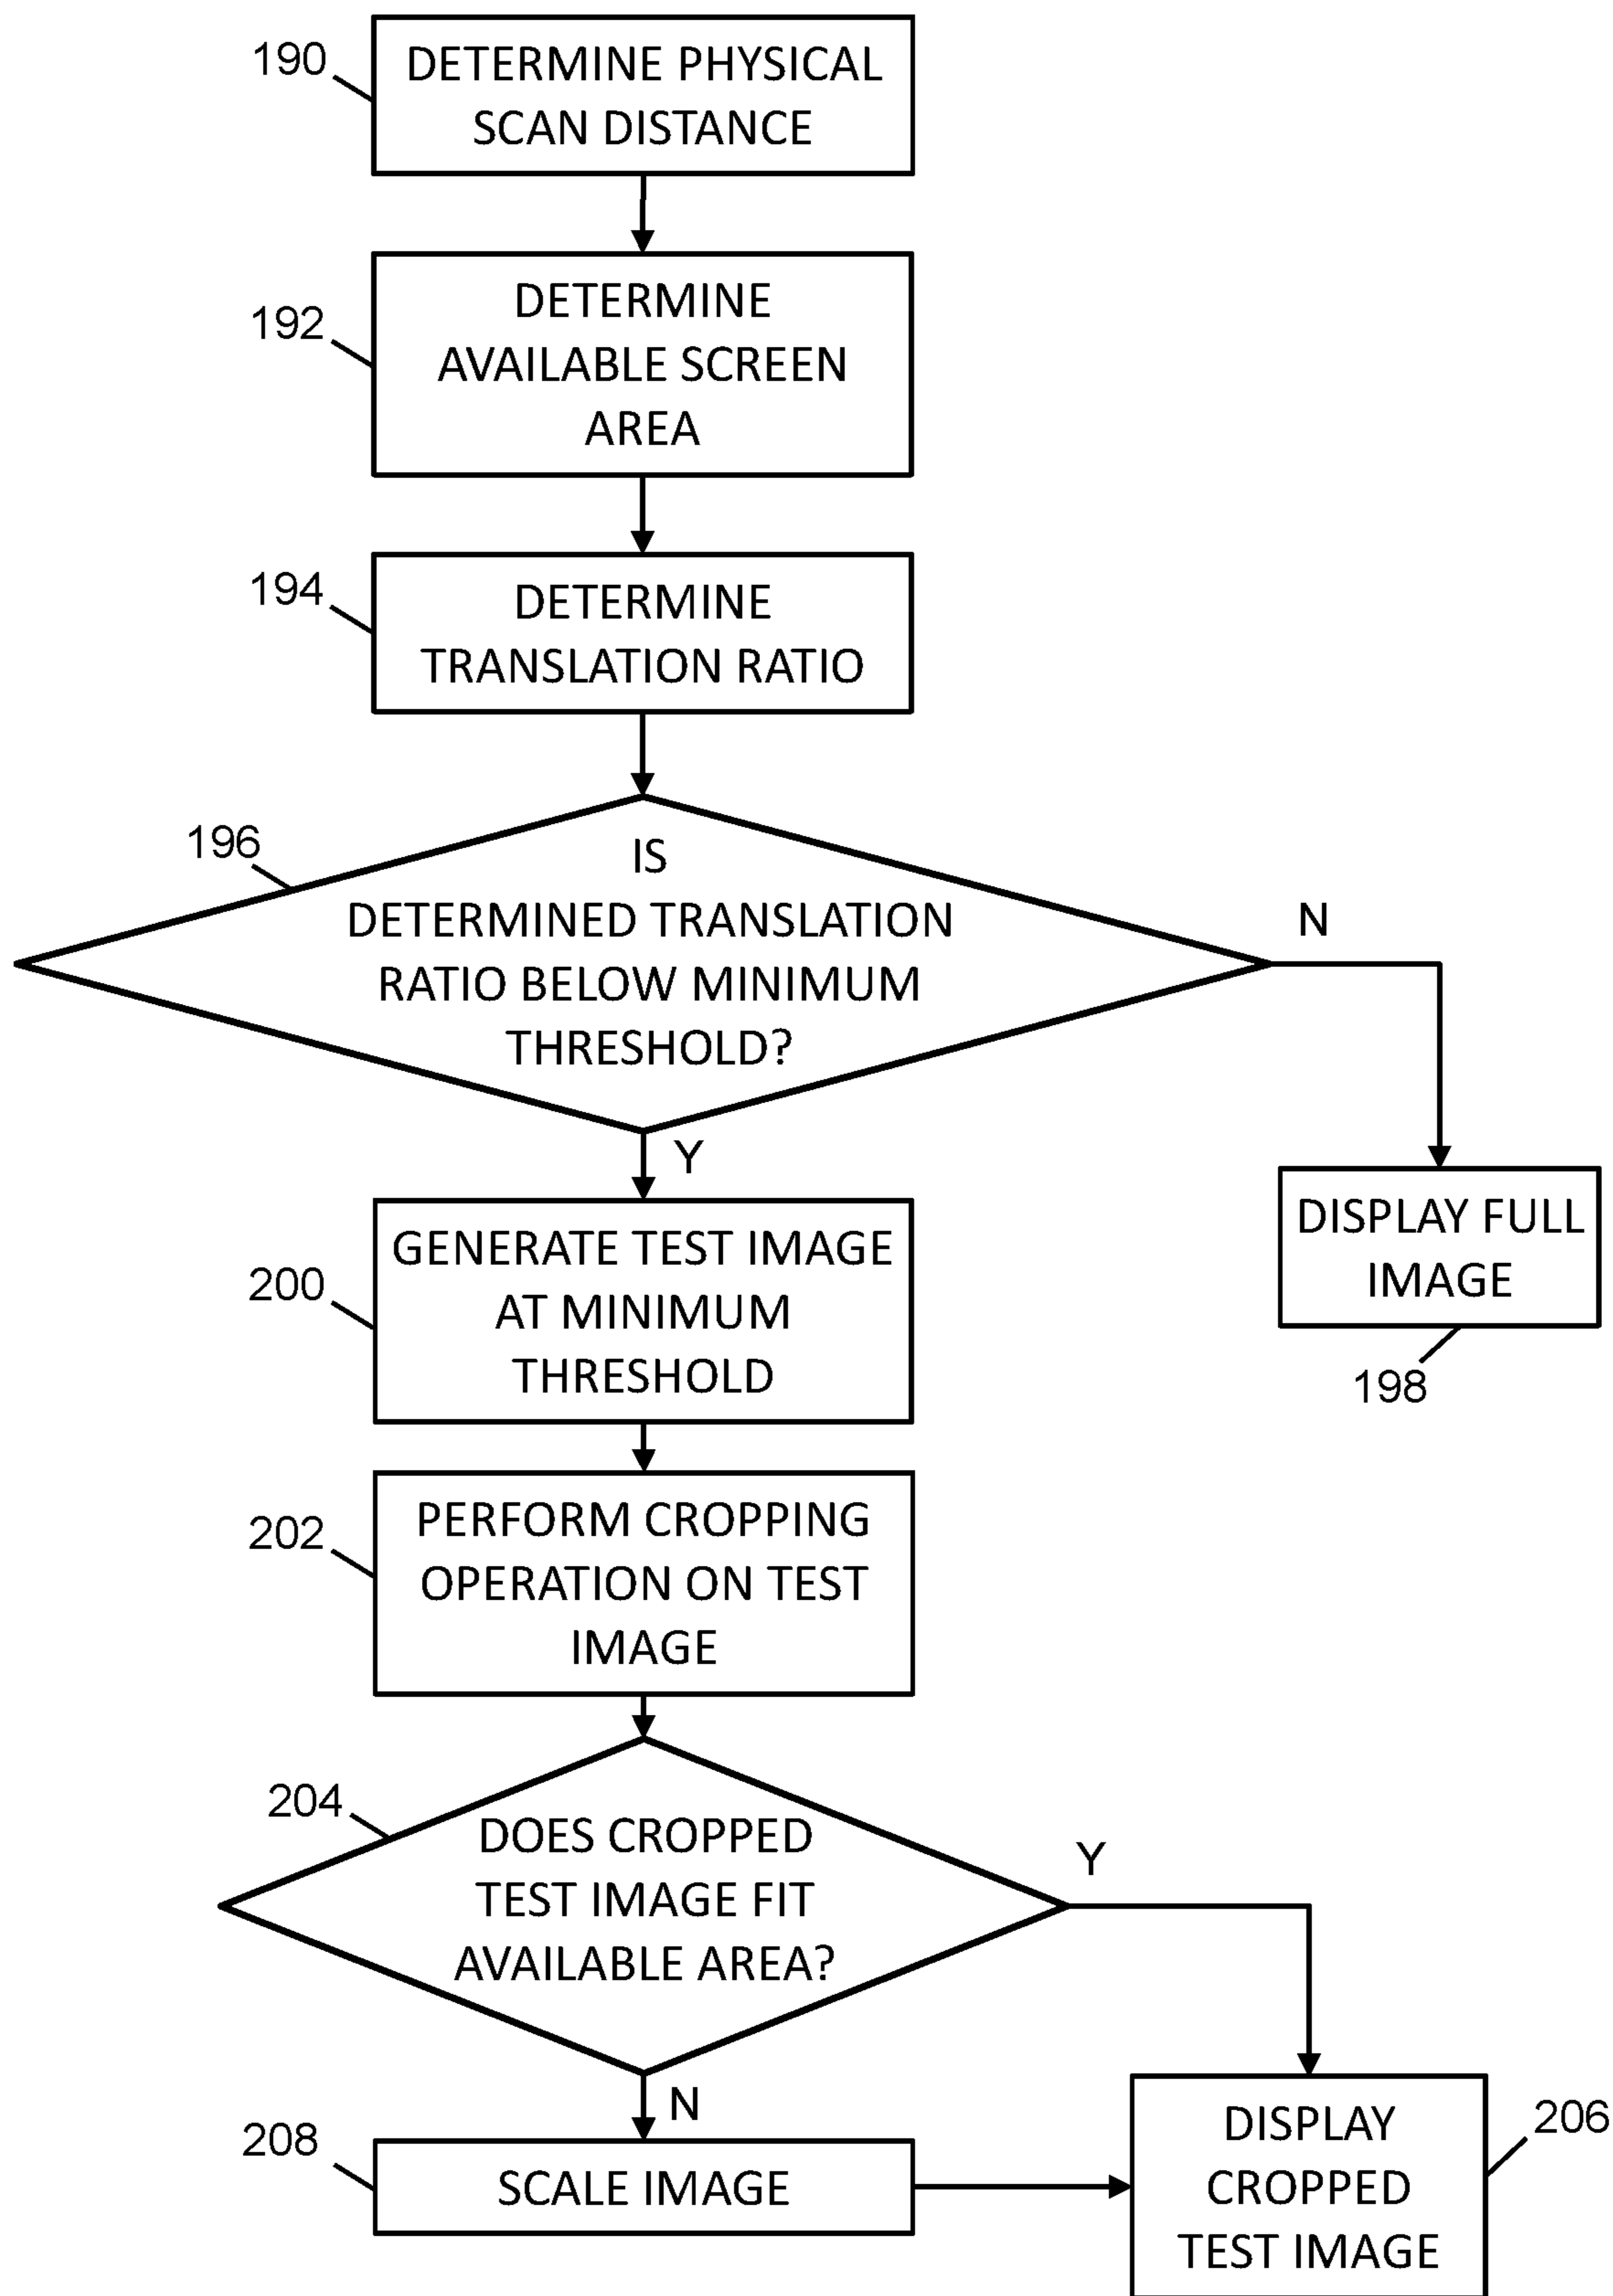 190
DETERMINE PHYSICAL
SCAN DISTANCE
192
DETERMINE
AVAILABLE SCREEN
AREA
194
DETERMINE
TRANSLATION RATIO
196
IS
DETERMINED TRANSLATION
RATIO BELOW MINIMUM
THRESHOLD?
N
Y
DISPLAY FULL
IMAGE
198
200
GENERATE TEST IMAGE
AT MINIMUM
THRESHOLD
202
PERFORM CROPPING
OPERATION ON TEST
IMAGE
204
DOES CROPPED
TEST IMAGE FIT
AVAILABLE AREA?
Y
N
208
SCALE IMAGE
DISPLAY
CROPPED
TEST IMAGE
206